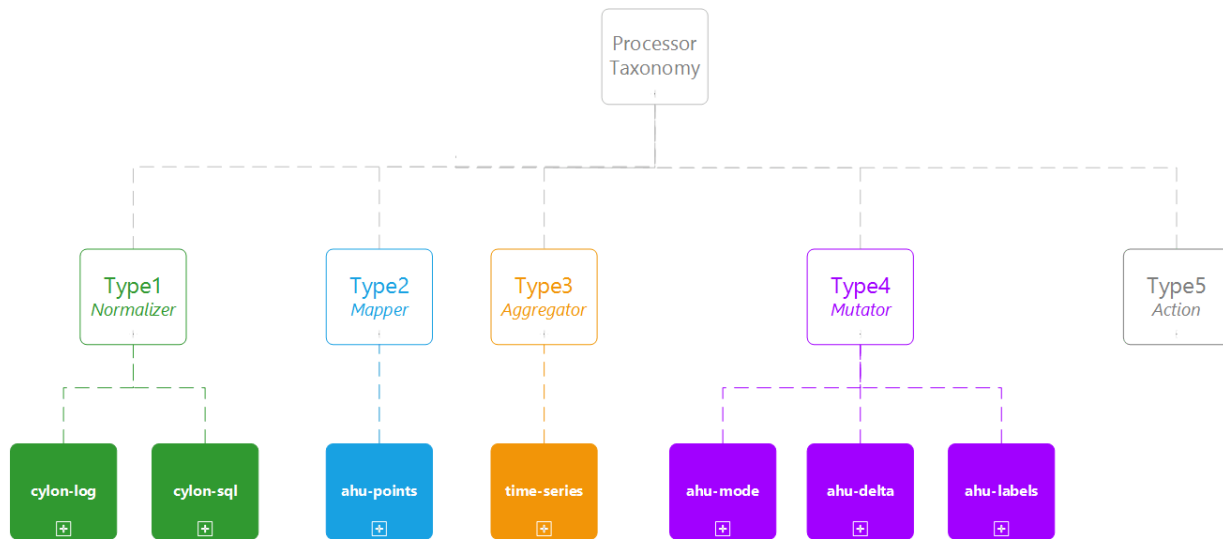 Processor
Taxonomy
Type1
Normalizer
Type2
Mapper
Type3
Aggregator
Type4
Mutator
Type5
Action
cylon-log
cylon-sql
ahu-points
time-series
ahu-mode
ahu-delta
ahu-labels